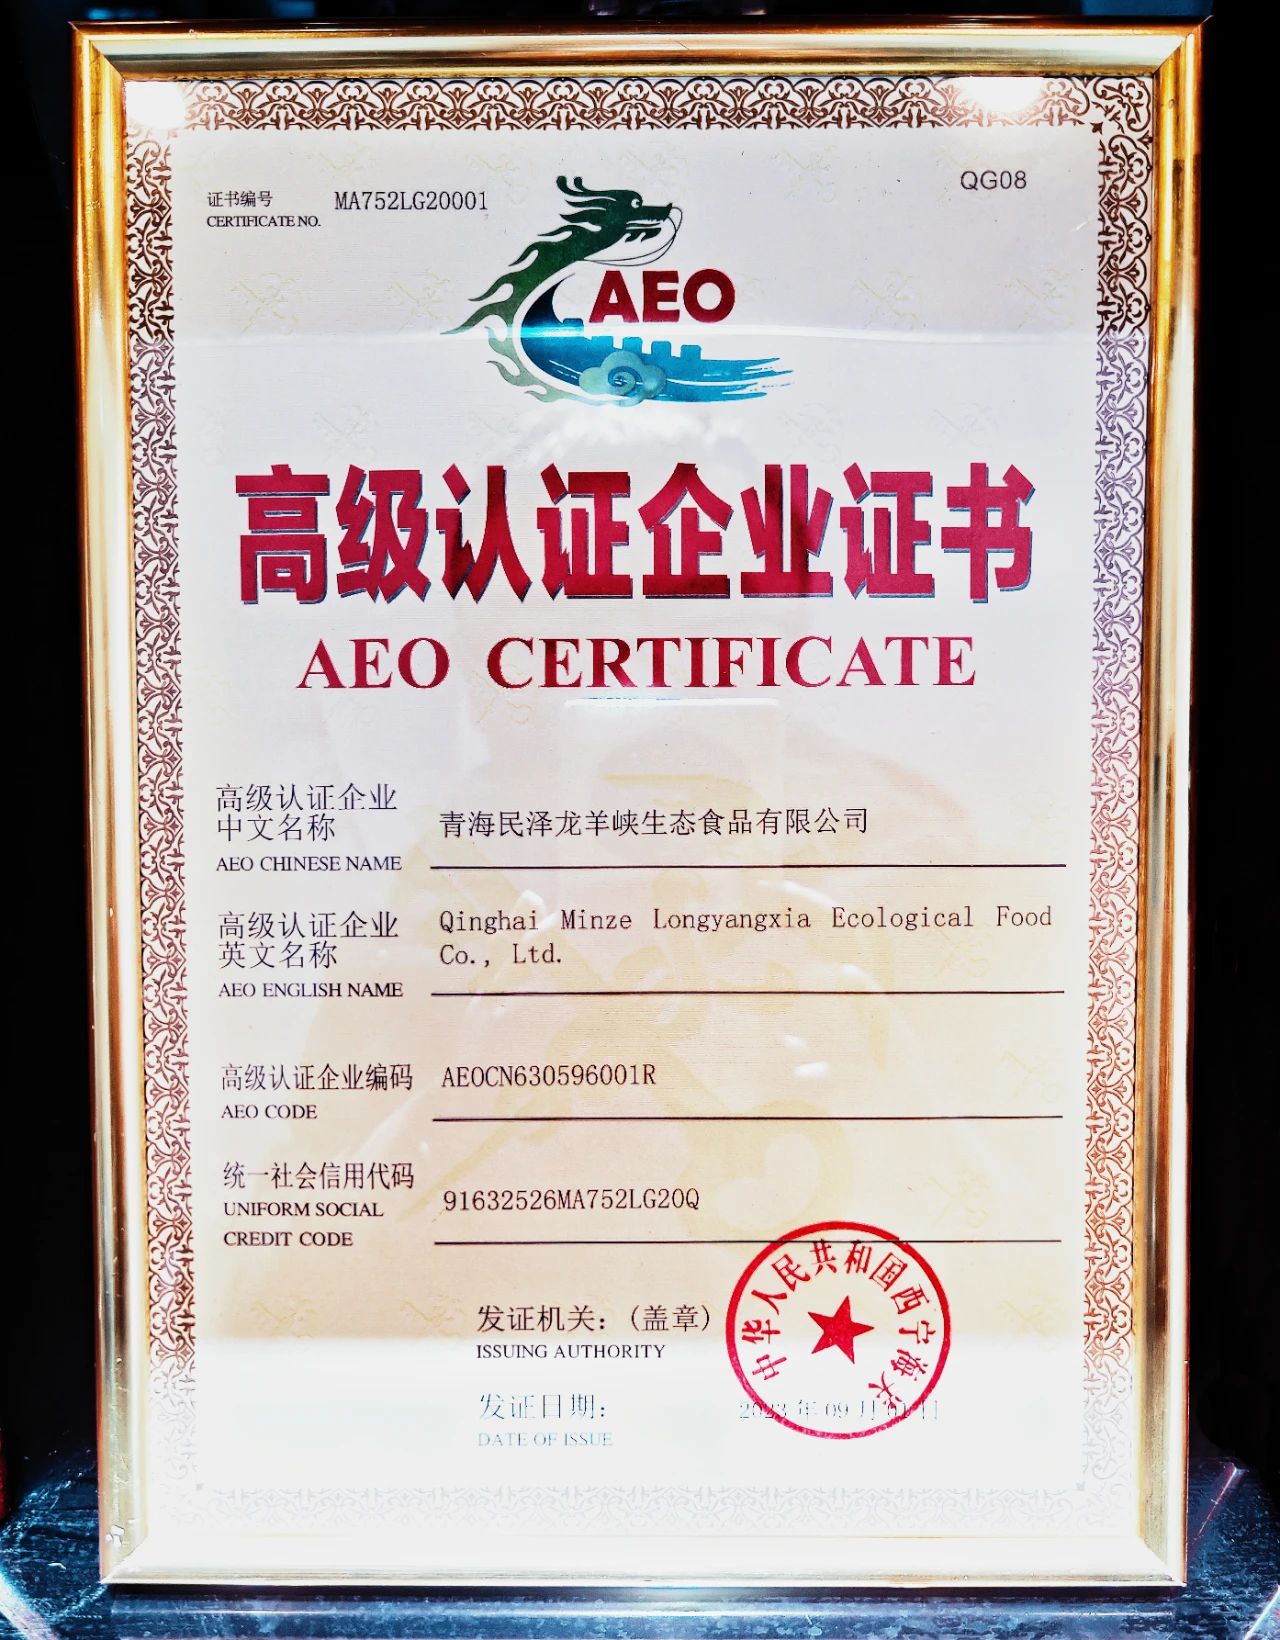 证书编号 MA752LG20001
CERTIFICATE NO.
QG08
AEO
高级认证企业证书
AEO CERTIFICATE
高级认证企业
中文名称
青海民泽龙羊峡生态食品有限公司
AEO CHINESE NAME
高级认证企业
英文名称
Qinghai Minze Longyangxia Ecological Food
Co., Ltd.
AEO ENGLISH NAME
高级认证企业编码 AEOCN630596001R
AEO CODE
统一社会信用代码
91632526MA752LG20Q
UNIFORM SOCIAL
CREDIT CODE
发证机关:(盖章)
ISSUING AUTHORITY
中华人民共和国西宁海关
发证日期: 2023 年 09 月 01 日
DATE OF ISSUE